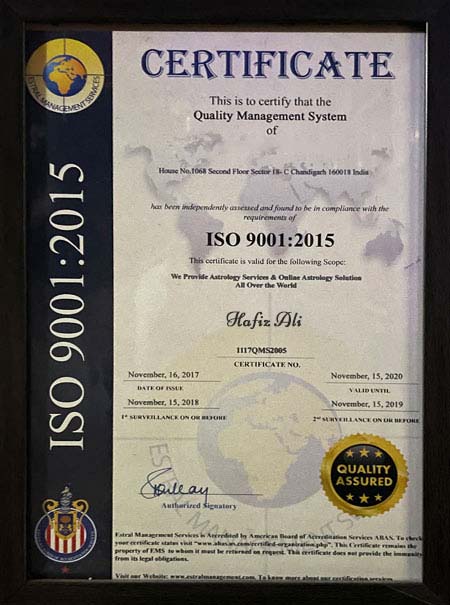 ESTRAL MANAGEMENT SERVICES
ISO 9001:2015
CERTIFICATE
This is to certify that the
Quality Management System
of
House No.1068 Second Floor Sector 18- C Chandigarh 160018 India
has been independently assessed and found to be in compliance with the
requirements of
ISO 9001:2015
This certificate is valid for the following Scope:
We Provide Astrology Services & Online Astrology Solution
All Over the World
Hafiz Ali
1117QMS2005
CERTIFICATE NO.
November, 16, 2017
November, 15, 2020
DATE OF ISSUE
VALID UNTIL
November, 15, 2018
November, 15, 2019
1st SURVEILLANCE ON OR BEFORE
2nd SURVEILLANCE ON OR BEFORE
QUALITY
ASSURED
Authorized Signatory
Estral Management Services is Accredited by American Board of Accreditation Services ABAS. To check
your certificate status visit "www.abas.us.com/certified-organization.php". This Certificate remains the
property of EMS to whom it must be returned on request. This certificate does not provide the immunity
from its legal obligations.
Visit our Website: www.estralmanagement.com. To know more about our certification services